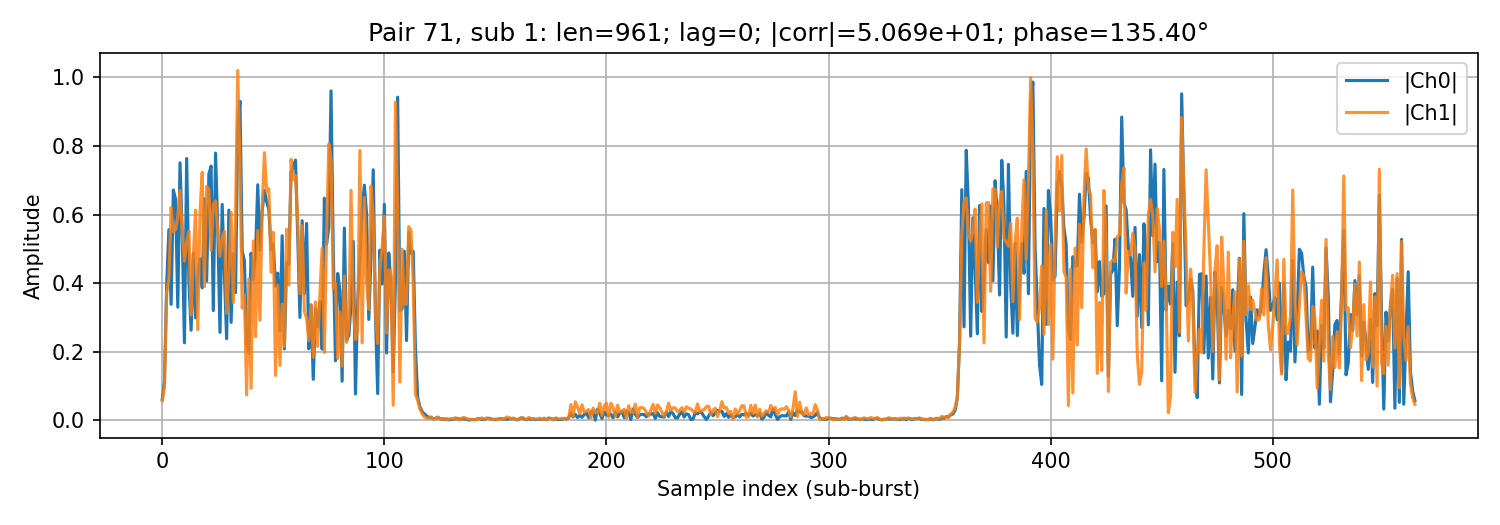 Pair 71, sub 1: len=961; lag=0; |corr|=5.069e+01; phase=135.40°
|Ch0|
|Ch1|
Amplitude
1.0
0.8
0.6
0.4
0.2
0.0
0 100 200 300 400 500
Sample index (sub-burst)